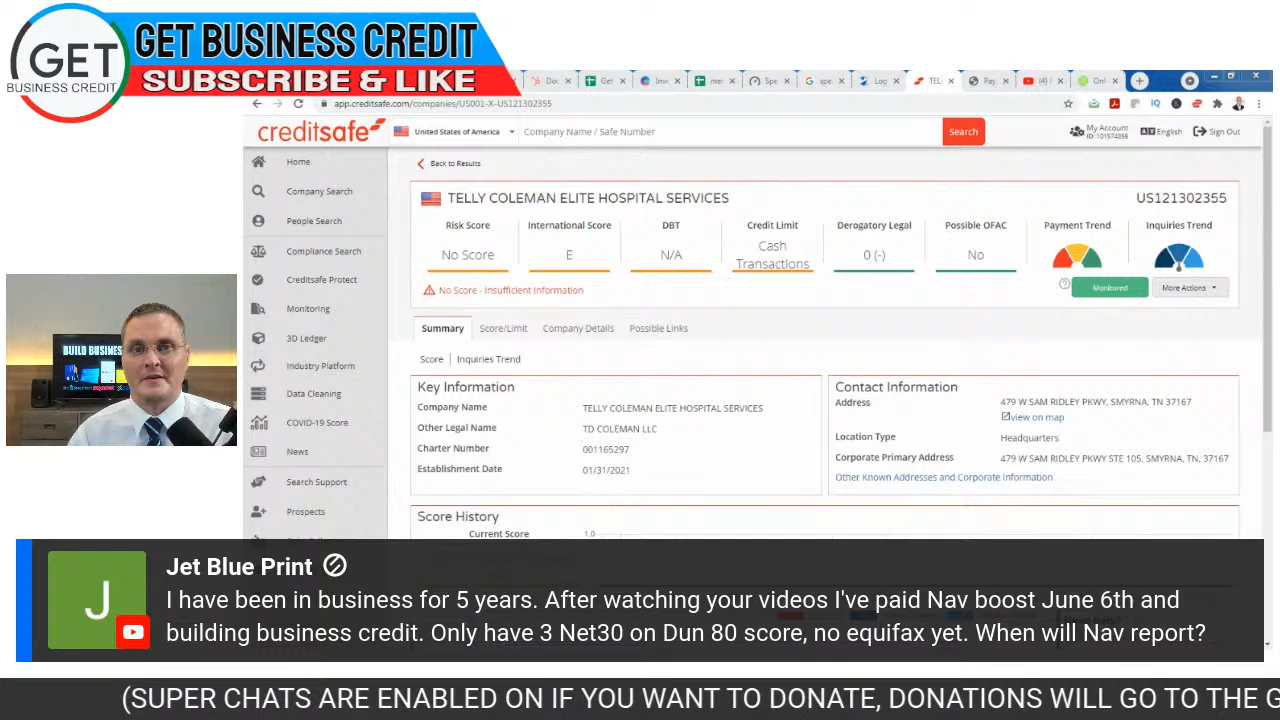 GET
BUSINESS CREDIT
GET BUSINESS CREDIT
SUBSCRIBE & LIKE
app.creditsafe.com/companies/US001-X-US121302355
creditsafe
United States of America
Company Name / Safe Number
Search
My Account
ID: 101574856
English
Sign Out
Home
Company Search
People Search
Compliance Search
Creditsafe Protect
Monitoring
3D Ledger
Industry Platform
Data Cleaning
COVID-19 Score
News
Search Support
Prospects
Back to Results
TELLY COLEMAN ELITE HOSPITAL SERVICES
US121302355
Risk Score
International Score
DBT
Credit Limit
Derogatory Legal
Possible OFAC
Payment Trend
Inquiries Trend
No Score
E
N/A
Cash
Transactions
0 (-)
No
No Score - Insufficient Information
Monitored
More Actions
Summary
Score/Limit
Company Details
Possible Links
Score
Inquiries Trend
Key Information
Company Name
TELLY COLEMAN ELITE HOSPITAL SERVICES
Other Legal Name
TD COLEMAN LLC
Charter Number
001165297
Establishment Date
01/31/2021
Contact Information
Address
479 W SAM RIDLEY PKWY, SMYRNA, TN 37167
view on map
Location Type
Headquarters
Corporate Primary Address
479 W SAM RIDLEY PKWY STE 105, SMYRNA, TN, 37167
Other Known Addresses and Corporate Information
Score History
Current Score
1.0
BUILD BUSINES
J
Jet Blue Print
I have been in business for 5 years. After watching your videos I've paid Nav boost June 6th and
building business credit. Only have 3 Net30 on Dun 80 score, no equifax yet. When will Nav report?
(SUPER CHATS ARE ENABLED ON IF YOU WANT TO DONATE, DONATIONS WILL GO TO THE G